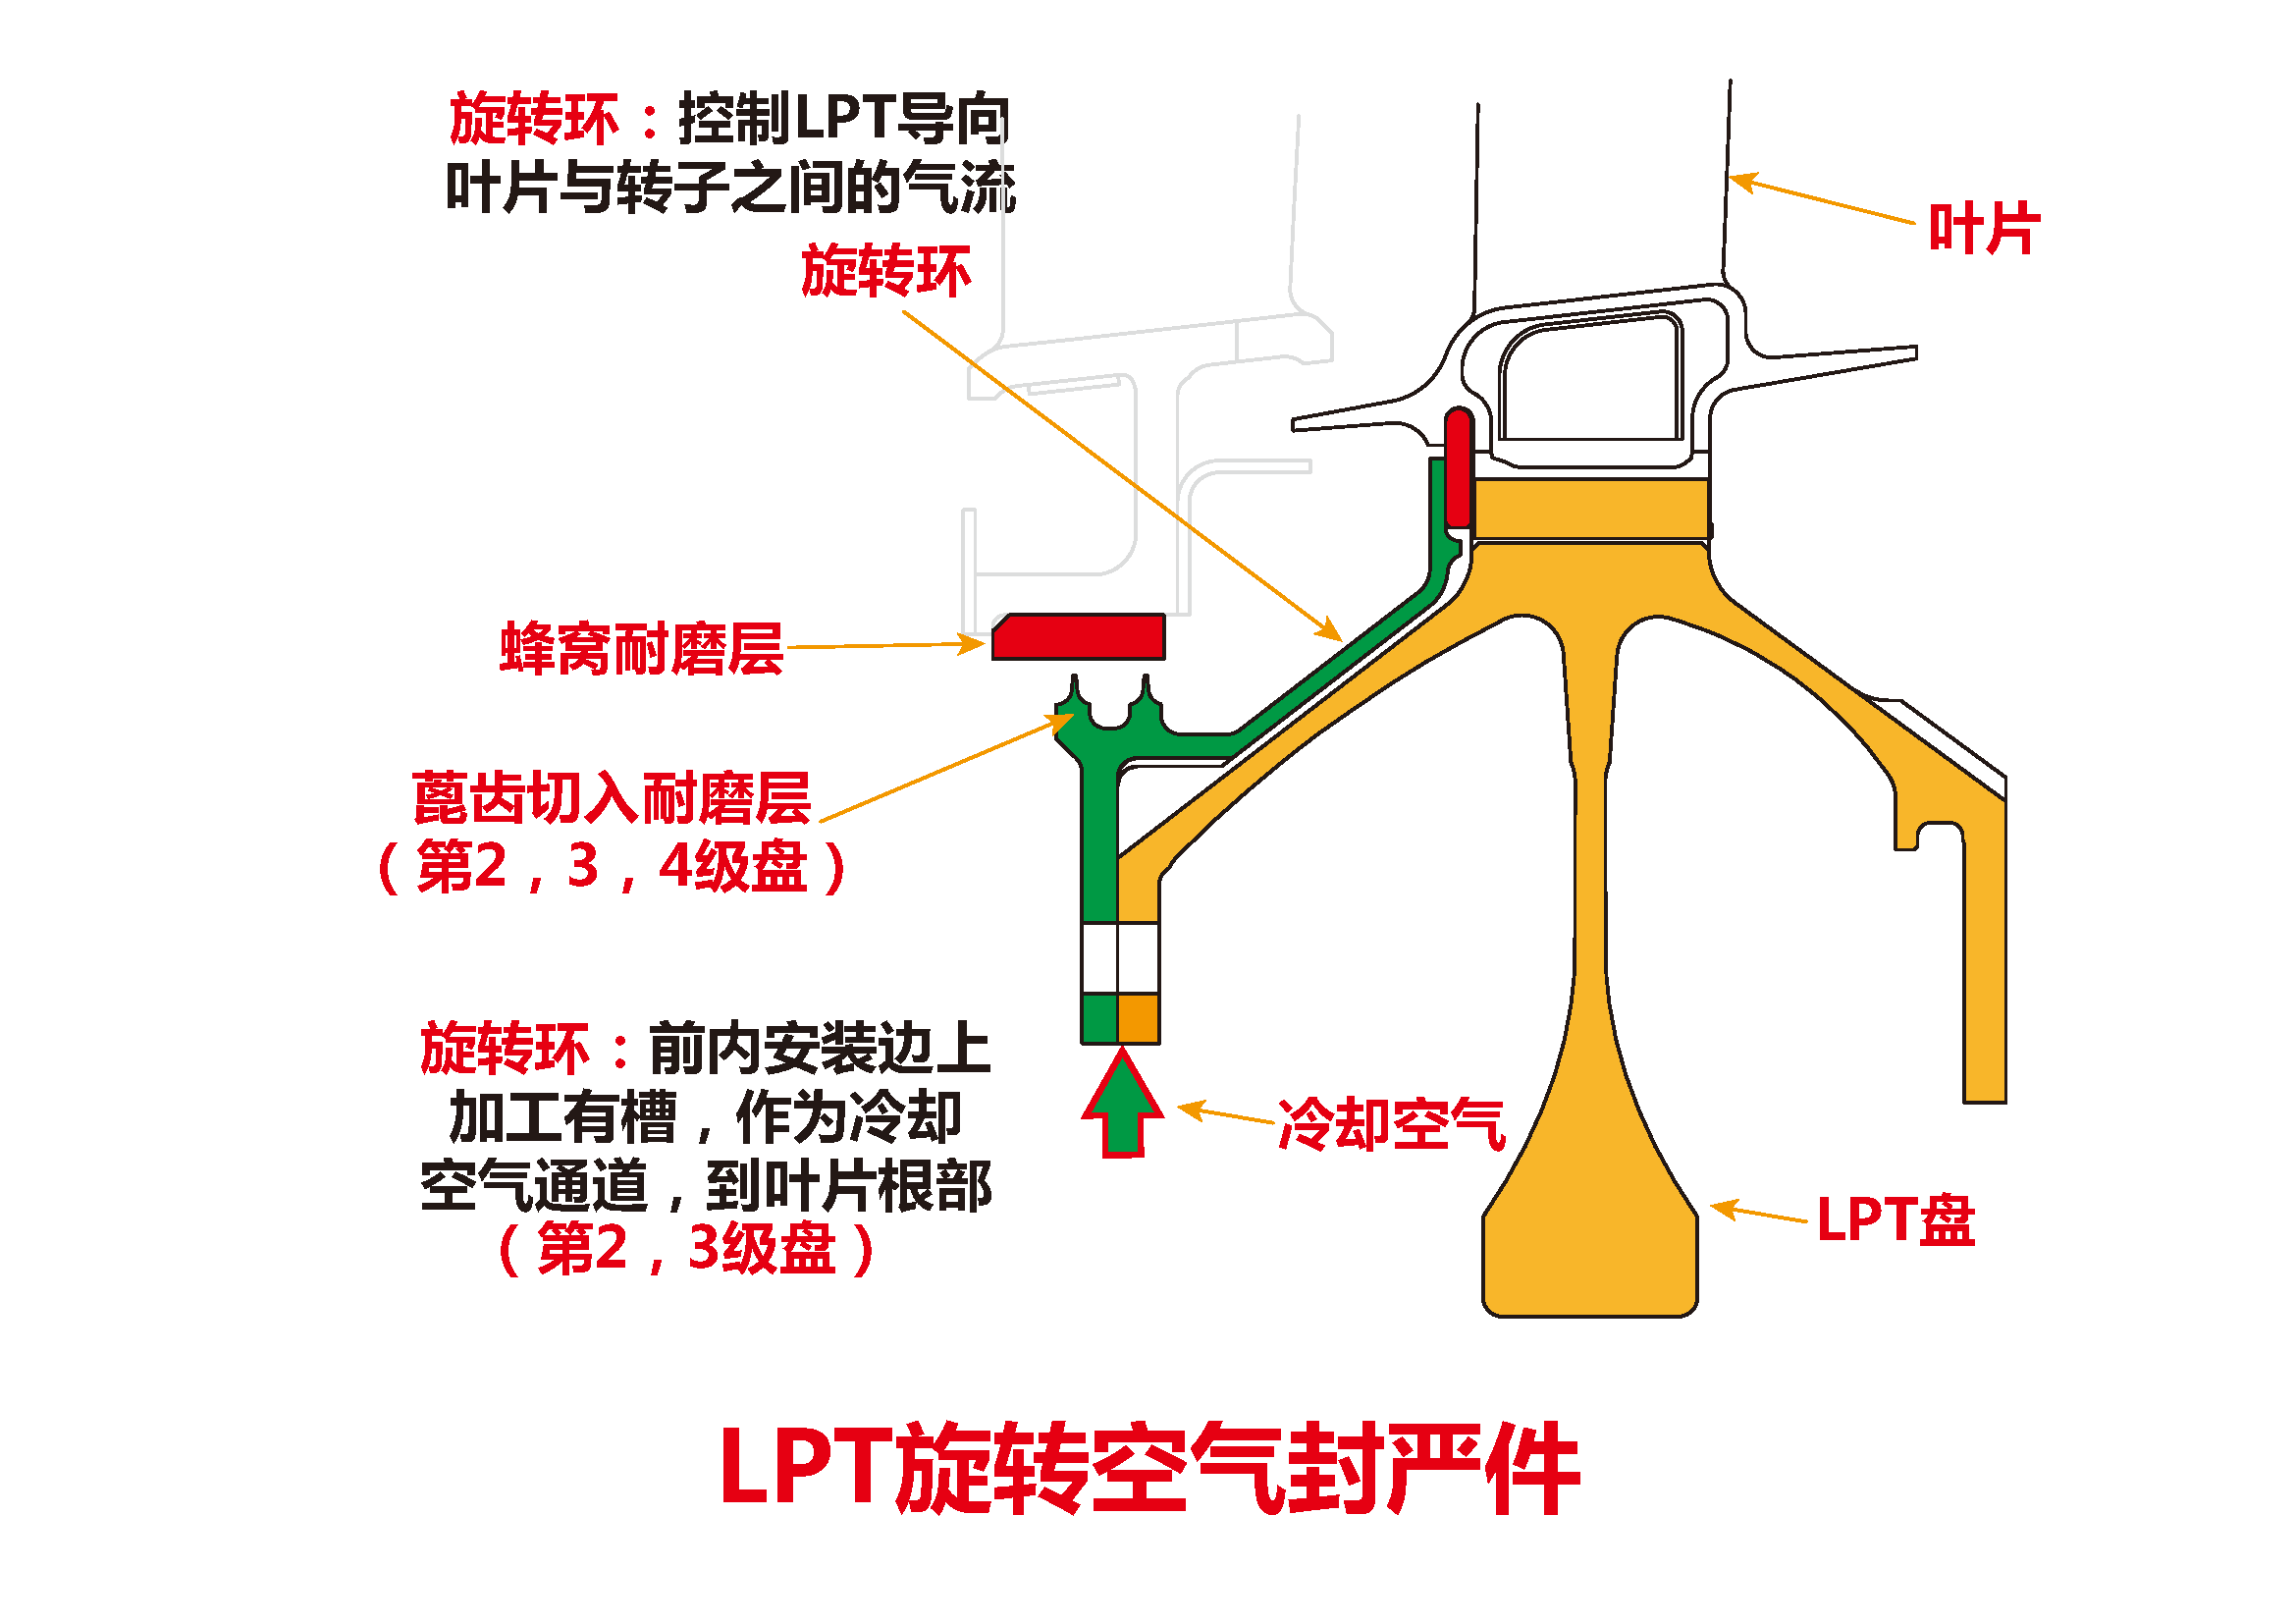 旋转环：控制LPT导向
叶片与转子之间的气流
旋转环
叶片
蜂窝耐磨层
蓖齿切入耐磨层
（第2，3，4级盘）
旋转环：前内安装边上
加工有槽，作为冷却
空气通道，到叶片根部
（第2，3级盘）
冷却空气
LPT盘
LPT旋转空气封严件